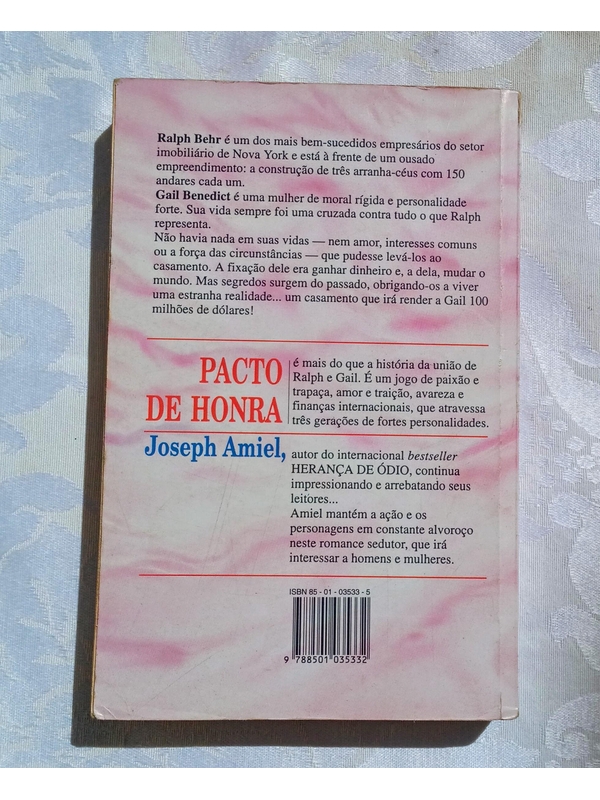 Ralph Behr é um dos mais bem-sucedidos empresários do setor
imobiliário de Nova York e está à frente de um ousado
empreendimento: a construção de três arranha-céus com 150
andares cada um.
Gail Benedict é uma mulher de moral rígida e personalidade
forte. Sua vida sempre foi uma cruzada contra tudo o que Ralph
representa.
Não havia nada em suas vidas — nem amor, interesses comuns
ou a força das circunstâncias — que pudesse levá-los ao
casamento. A fixação dele era ganhar dinheiro e, a dela, mudar o
mundo. Mas segredos surgem do passado, obrigando-os a viver
uma estranha realidade... um casamento que irá render a Gail 100
milhões de dólares!
PACTO
DE HONRA
é mais do que a história da união de
Ralph e Gail. É um jogo de paixão e
trapaça, amor e traição, avareza e
finanças internacionais, que atravessa
três gerações de fortes personalidades.
Joseph Amiel,
autor do internacional bestseller
HERANÇA DE ÓDIO, continua
impressionando e arrebatando seus
leitores...
Amiel mantém a ação e os
personagens em constante alvoroço
neste romance sedutor, que irá
interessar a homens e mulheres.
ISBN 85 - 01 - 03533 - 5
9 788501 035332